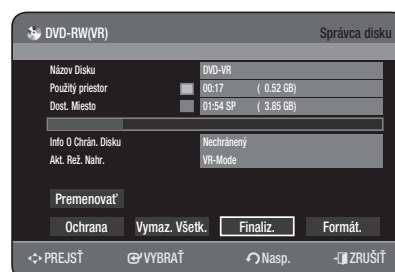 DVD-RW(VR) Správca disku
Názov Disku DVD-VR
Použitý priestor 00:17 ( 0.52 GB)
Dost. Miesto 01:54 SP ( 3.85 GB)
Info O Chrán. Disku Nechránený
Akt. Rež. Nahr. VR-Mode
Premenovať
Ochrana Vymaz. Všetk. Finaliz. Formát.
PREJSŤ VYBRAŤ Nasp. ZRUŠIŤ